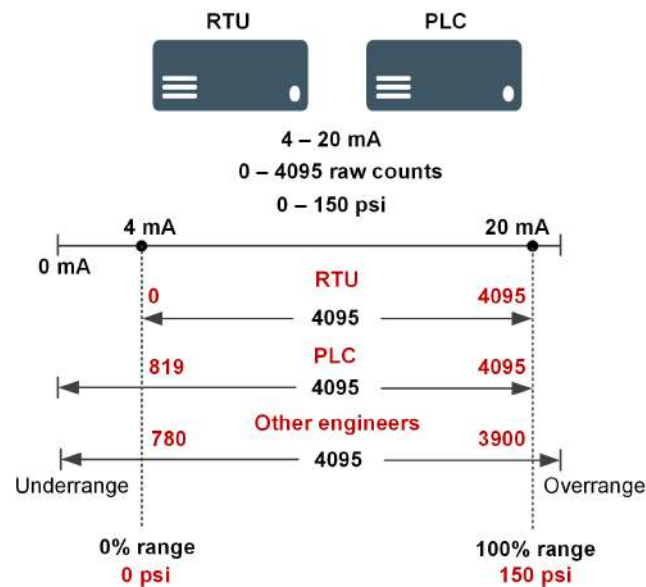 RTU PLC
4 – 20 mA
0 – 4095 raw counts
0 – 150 psi
4 mA 20 mA
0 mA
RTU
0 4095
4095
PLC
819 4095
4095
Other engineers
780 3900
4095
Underrange Overrange
0% range 100% range
0 psi 150 psi